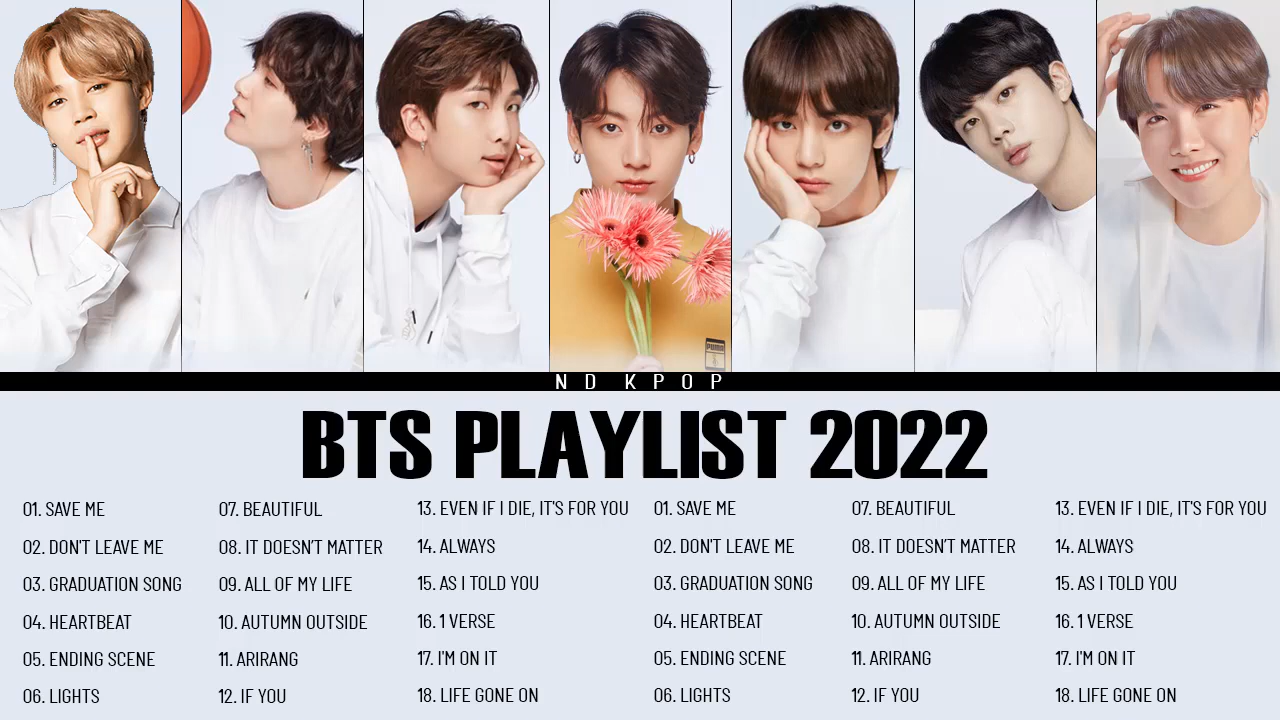 PUMA
ND KPOP
BTS PLAYLIST 2022
01. SAVE ME
02. DON'T LEAVE ME
03. GRADUATION SONG
04. HEARTBEAT
05. ENDING SCENE
06. LIGHTS
07. BEAUTIFUL
08. IT DOESN'T MATTER
09. ALL OF MY LIFE
10. AUTUMN OUTSIDE
11. ARIRANG
12. IF YOU
13. EVEN IF I DIE, IT'S FOR YOU
14. ALWAYS
15. AS I TOLD YOU
16. 1 VERSE
17. I'M ON IT
18. LIFE GONE ON
01. SAVE ME
02. DON'T LEAVE ME
03. GRADUATION SONG
04. HEARTBEAT
05. ENDING SCENE
06. LIGHTS
07. BEAUTIFUL
08. IT DOESN'T MATTER
09. ALL OF MY LIFE
10. AUTUMN OUTSIDE
11. ARIRANG
12. IF YOU
13. EVEN IF I DIE, IT'S FOR YOU
14. ALWAYS
15. AS I TOLD YOU
16. 1 VERSE
17. I'M ON IT
18. LIFE GONE ON